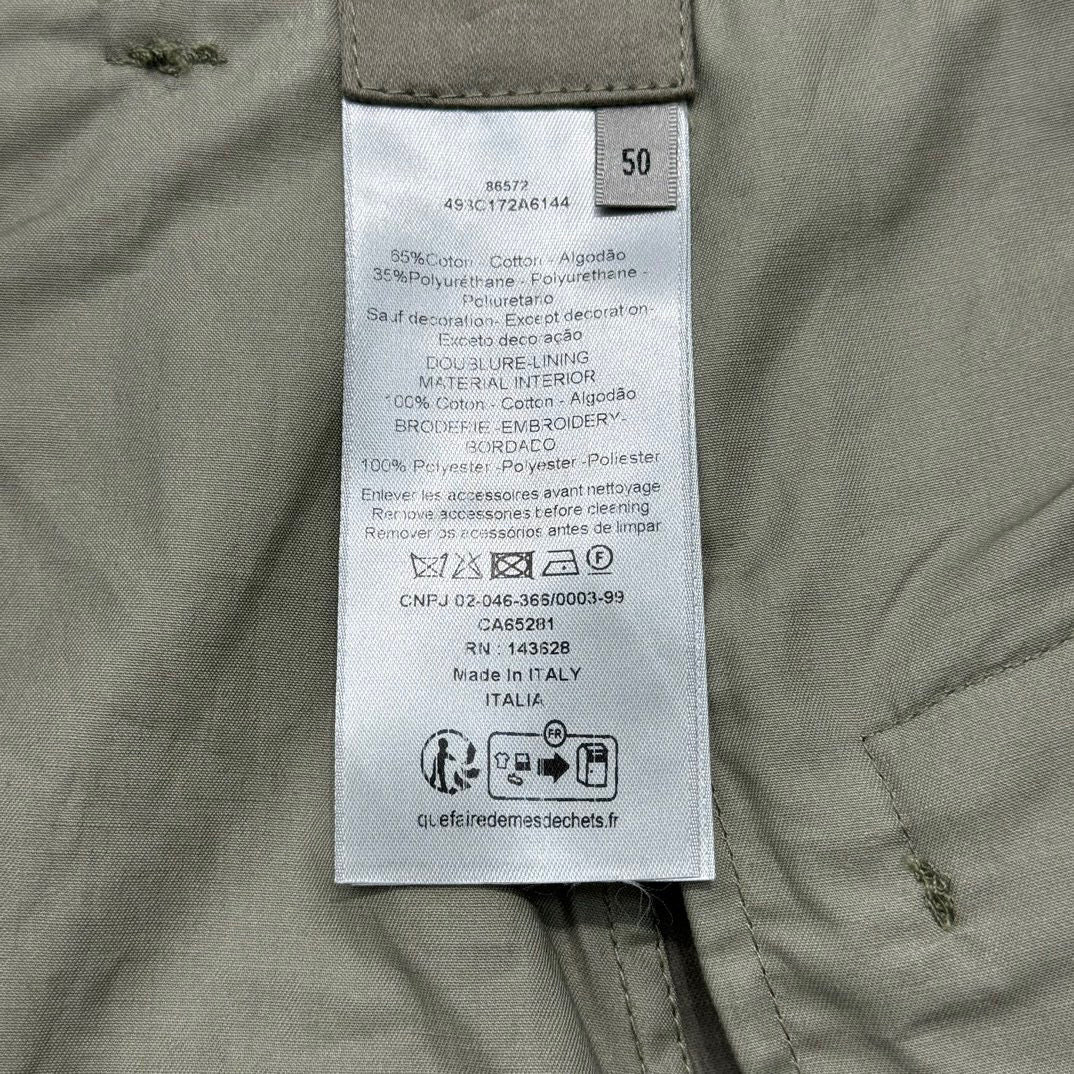 50
86572
493C172A6144
65%Coton - Cotton - Algodão
35%Polyuréthane - Polyurethane -
Poliuretano
Sauf decoration- Except decoration-
Exceto decoração
DOUBLURE-LINING
MATERIAL INTERIOR
100% Coton - Cotton - Algodão
BRODERIE -EMBROIDERY-
BORDADO
100% Polyester -Polyester -Poliester
Enlever les accessoires avant nettoyage
Remove accessories before cleaning
Remover os acessórios antes de limpar
F
CNPJ 02-046-366/0003-99
CA65281
RN : 143628
Made In ITALY
ITALIA
FR
quefairedemesdechets.fr